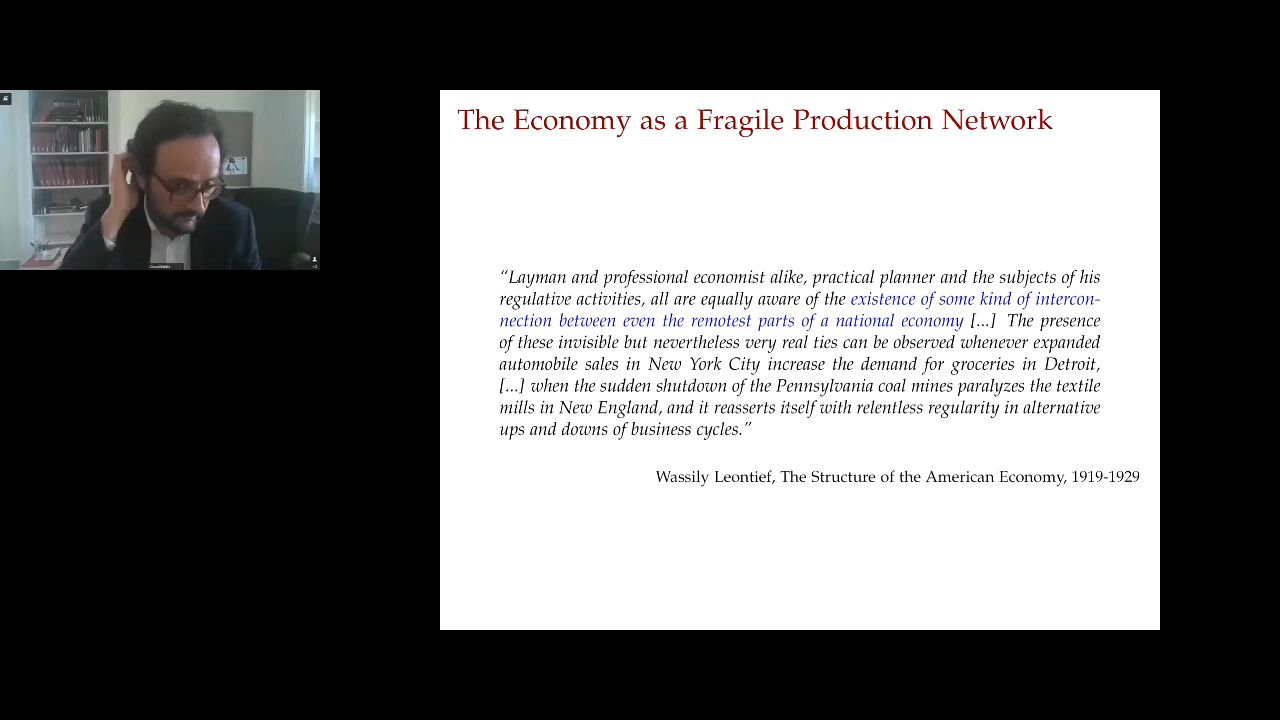 The Economy as a Fragile Production Network
“Layman and professional economist alike, practical planner and the subjects of his
regulative activities, all are equally aware of the existence of some kind of intercon-
nection between even the remotest parts of a national economy [...] The presence
of these invisible but nevertheless very real ties can be observed whenever expanded
automobile sales in New York City increase the demand for groceries in Detroit,
[...] when the sudden shutdown of the Pennsylvania coal mines paralyzes the textile
mills in New England, and it reasserts itself with relentless regularity in alternative
ups and downs of business cycles.”
Wassily Leontief, The Structure of the American Economy, 1919-1929